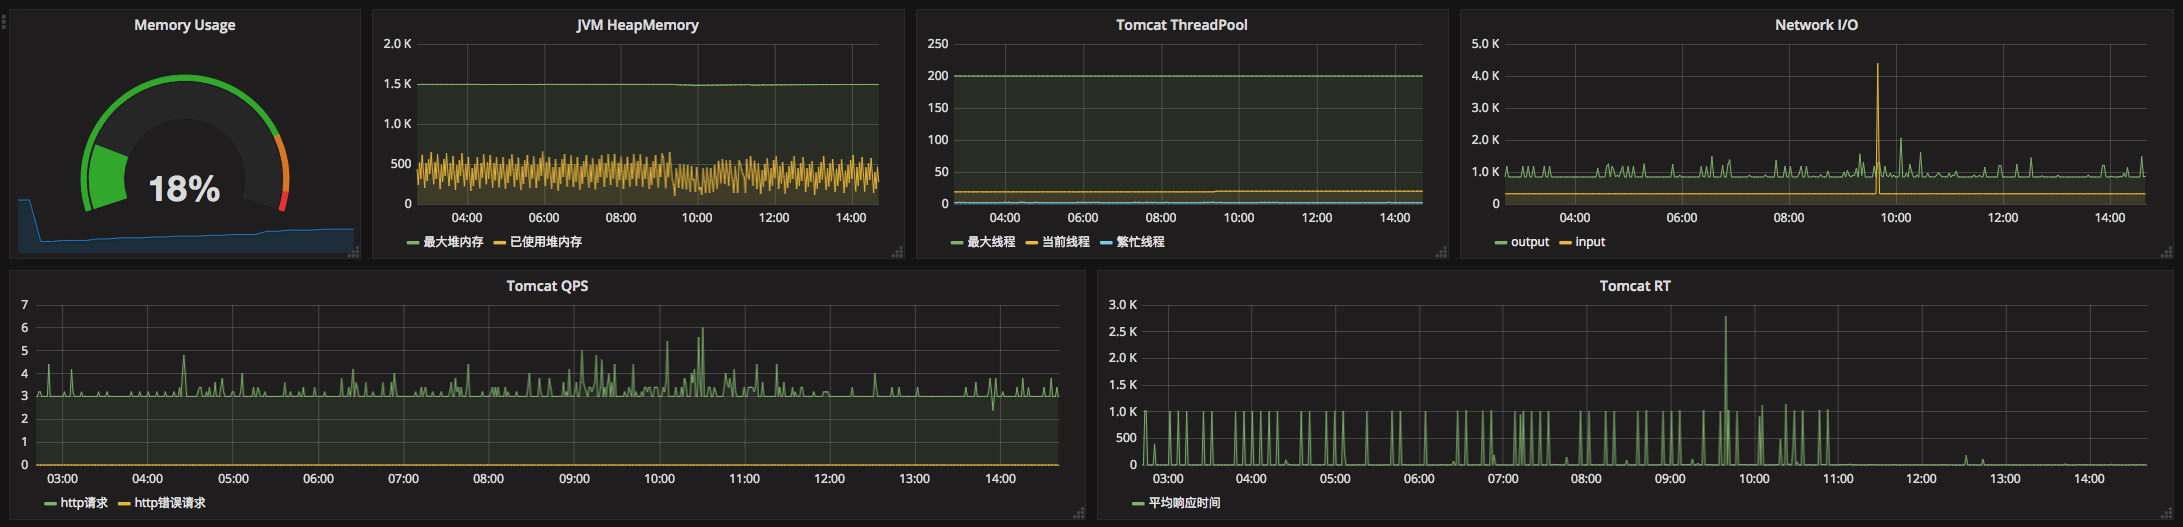 Memory Usage
18%
JVM HeapMemory
2.0 K
1.5 K
1.0 K
500
0
04:00 06:00 08:00 10:00 12:00 14:00
最大堆内存 已使用堆内存
Tomcat ThreadPool
250
200
150
100
50
0
04:00 06:00 08:00 10:00 12:00 14:00
最大线程 当前线程 繁忙线程
Network I/O
5.0 K
4.0 K
3.0 K
2.0 K
1.0 K
0
04:00 06:00 08:00 10:00 12:00 14:00
output input
Tomcat QPS
7
6
5
4
3
2
1
0
03:00 04:00 05:00 06:00 07:00 08:00 09:00 10:00 11:00 12:00 13:00 14:00
http请求 http错误请求
Tomcat RT
3.0 K
2.5 K
2.0 K
1.5 K
1.0 K
500
0
03:00 04:00 05:00 06:00 07:00 08:00 09:00 10:00 11:00 12:00 13:00 14:00
平均响应时间